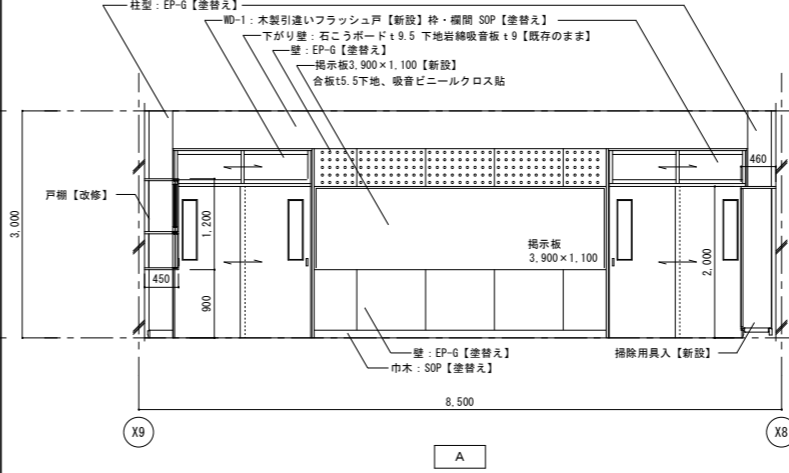 柱型：EP-G【塗替え】
WD-1：木製引違いフラッシュ戸【新設】枠・欄間 SOP【塗替え】
下がり壁：石こうボードｔ9.5 下地岩綿吸音板ｔ9【既存のまま】
壁：EP-G【塗替え】
掲示板3,900×1,100【新設】
合板t5.5下地、吸音ビニールクロス貼
460
戸棚【改修】
3,000
1,200
掲示板
3,900×1,100
2,000
450
900
壁：EP-G【塗替え】
巾木：SOP【塗替え】
掃除用具入【新設】
8,500
X9
X8
A